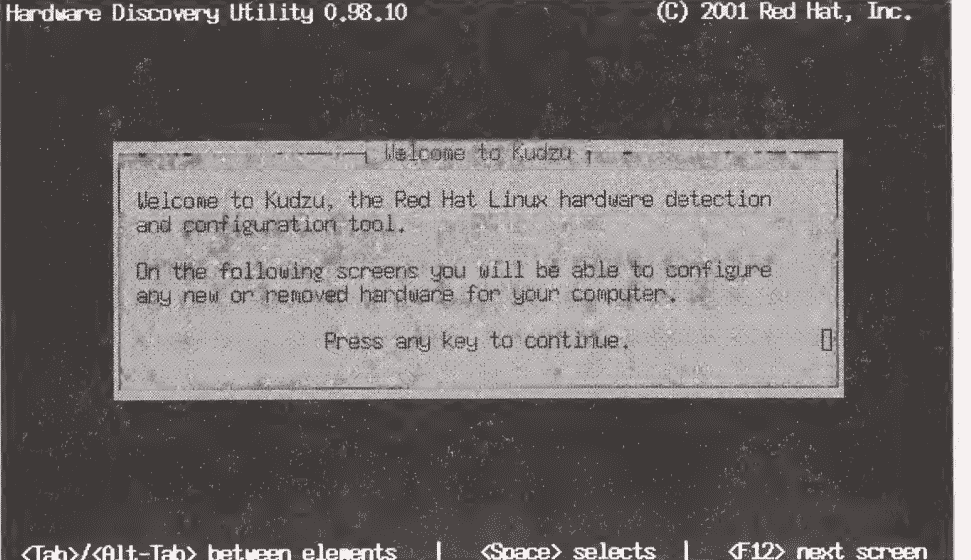 Hardware Discovery Utility 0.98.10 (C) 2001 Red Hat, Inc.
Welcome to Kudzu
Welcome to Kudzu, the Red Hat Linux hardware detection
and configuration tool.
On the following screens you will be able to configure
any new or removed hardware for your computer.
Press any key to continue.
<Tab>/<Alt-Tab> between elements | <Space> selects | <F12> next screen